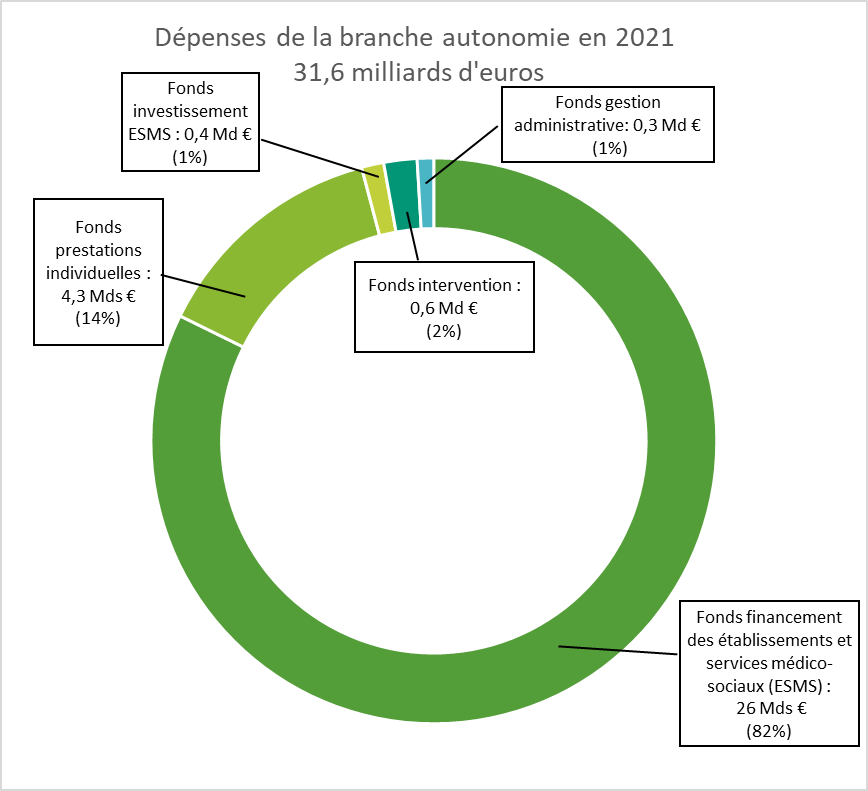 Dépenses de la branche autonomie en 2021
31,6 milliards d'euros
Fonds
investissement
ESMS : 0,4 Md €
(1%)
Fonds gestion
administrative: 0,3 Md €
(1%)
Fonds
prestations
individuelles :
4,3 Mds €
(14%)
Fonds intervention :
0,6 Md €
(2%)
Fonds financement
des établissements et
services médico-
sociaux (ESMS) :
26 Mds €
(82%)